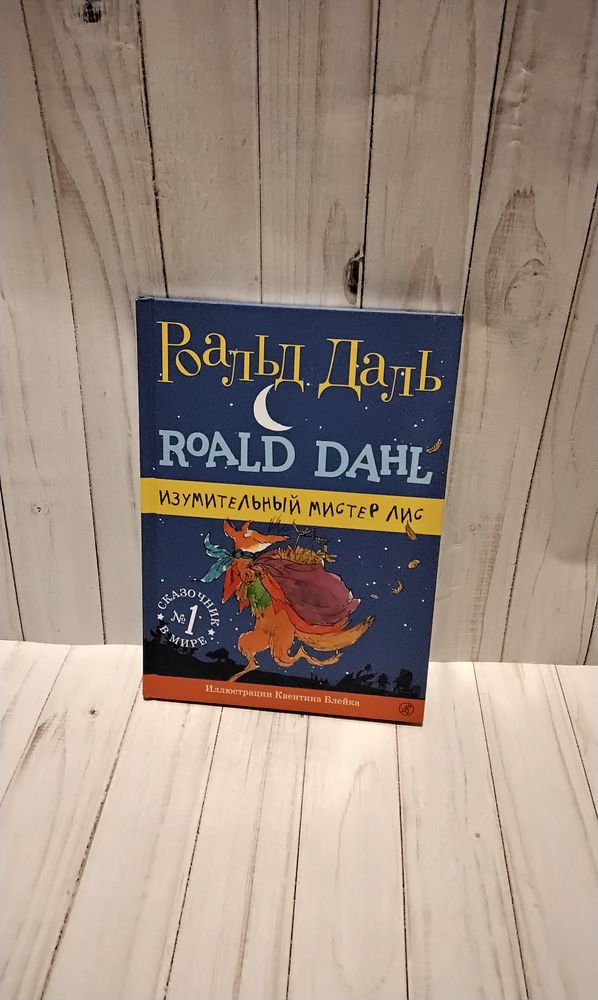 Роальд Даль
ROALD DAHL
ИЗУМИТЕЛЬНЫЙ МИСТЕР ЛИС
СКАЗОЧНИК
№1
В МИРЕ
Иллюстрации Квентина Блейка